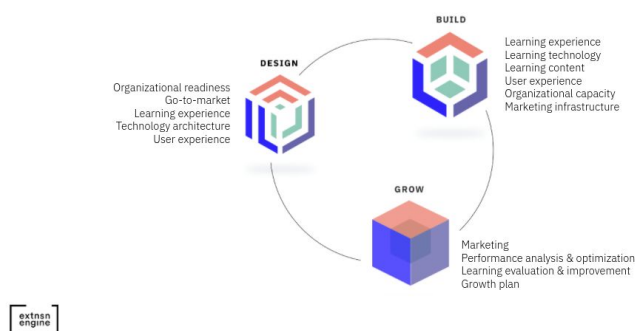 BUILD
Learning experience
Learning technology
Learning content
User experience
Organizational capacity
Marketing infrastructure
DESIGN
Organizational readiness
Go-to-market
Learning experience
Technology architecture
User experience
GROW
Marketing
Performance analysis & optimization
Learning evaluation & improvement
Growth plan
extnsn
engine